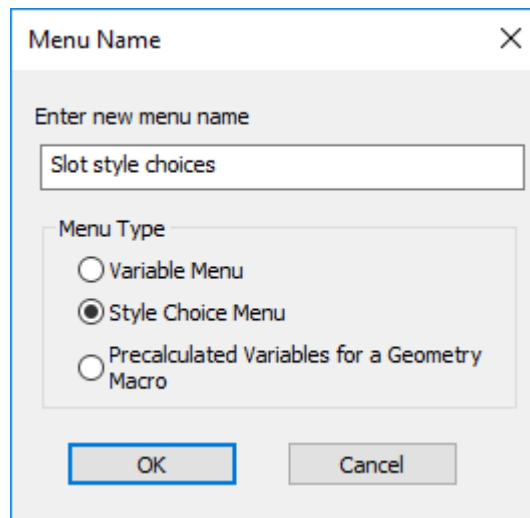 Menu Name
Enter new menu name
Slot style choices
Menu Type
Variable Menu
Style Choice Menu
Precalculated Variables for a Geometry
Macro
OK Cancel